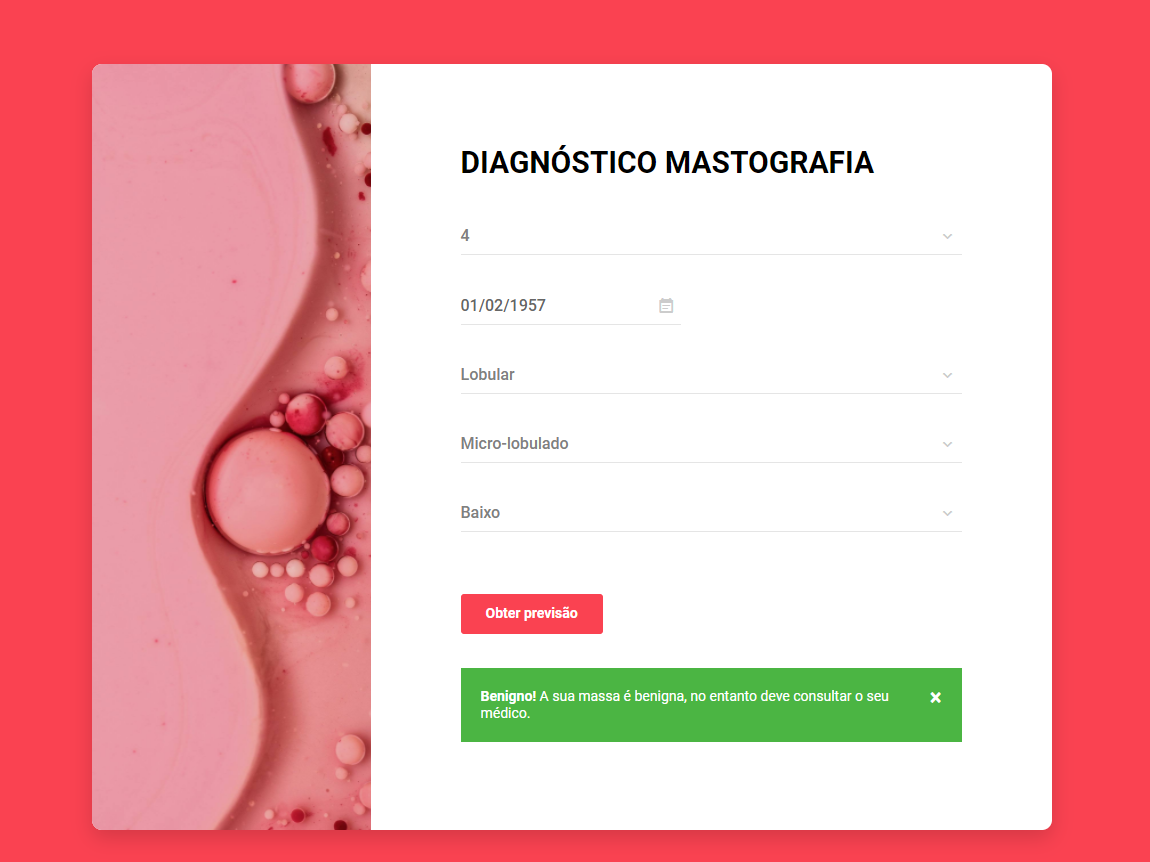 DIAGNÓSTICO MASTOGRAFIA
4
01/02/1957
Lobular
Micro-lobulado
Baixo
Obter previsão
Benigno! A sua massa é benigna, no entanto deve consultar o seu
médico.